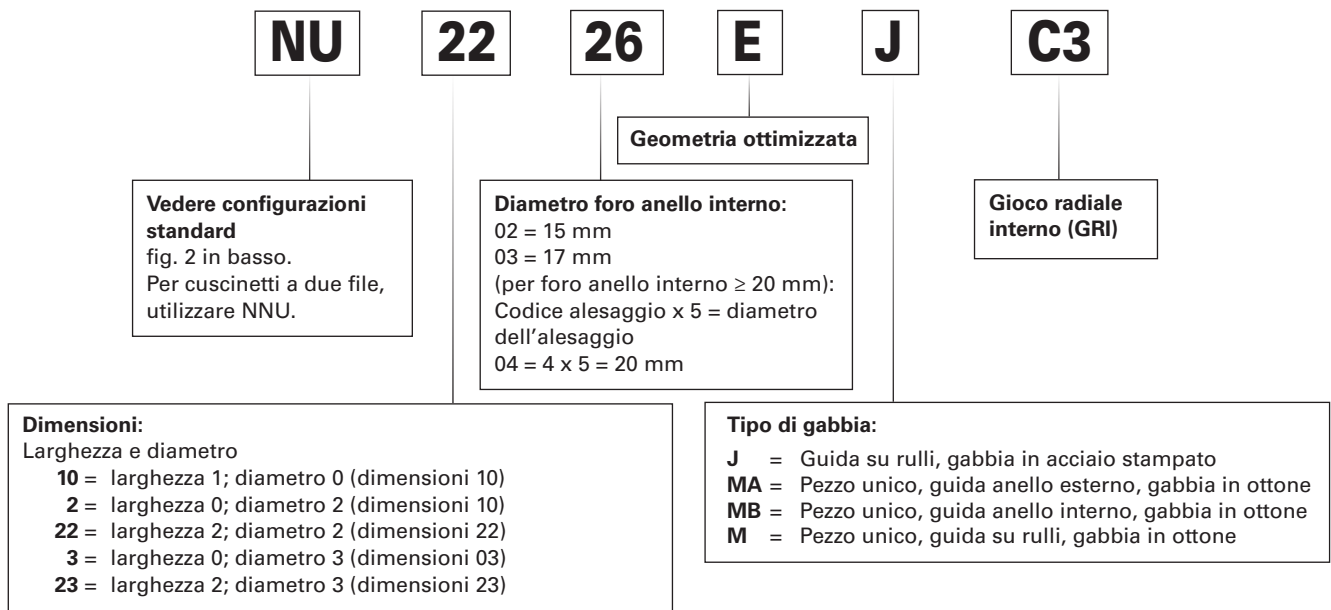 NU 22 26 E J C3
Geometria ottimizzata
Vedere configurazioni
standard
fig. 2 in basso.
Per cuscinetti a due file,
utilizzare NNU.
Diametro foro anello interno:
02 = 15 mm
03 = 17 mm
(per foro anello interno ≥ 20 mm):
Codice alesaggio x 5 = diametro
dell'alesaggio
04 = 4 x 5 = 20 mm
Gioco radiale
interno (GRI)
Dimensioni:
Larghezza e diametro
10 = larghezza 1; diametro 0 (dimensioni 10)
2 = larghezza 0; diametro 2 (dimensioni 10)
22 = larghezza 2; diametro 2 (dimensioni 22)
3 = larghezza 0; diametro 3 (dimensioni 03)
23 = larghezza 2; diametro 3 (dimensioni 23)
Tipo di gabbia:
J = Guida su rulli, gabbia in acciaio stampato
MA = Pezzo unico, guida anello esterno, gabbia in ottone
MB = Pezzo unico, guida anello interno, gabbia in ottone
M = Pezzo unico, guida su rulli, gabbia in ottone